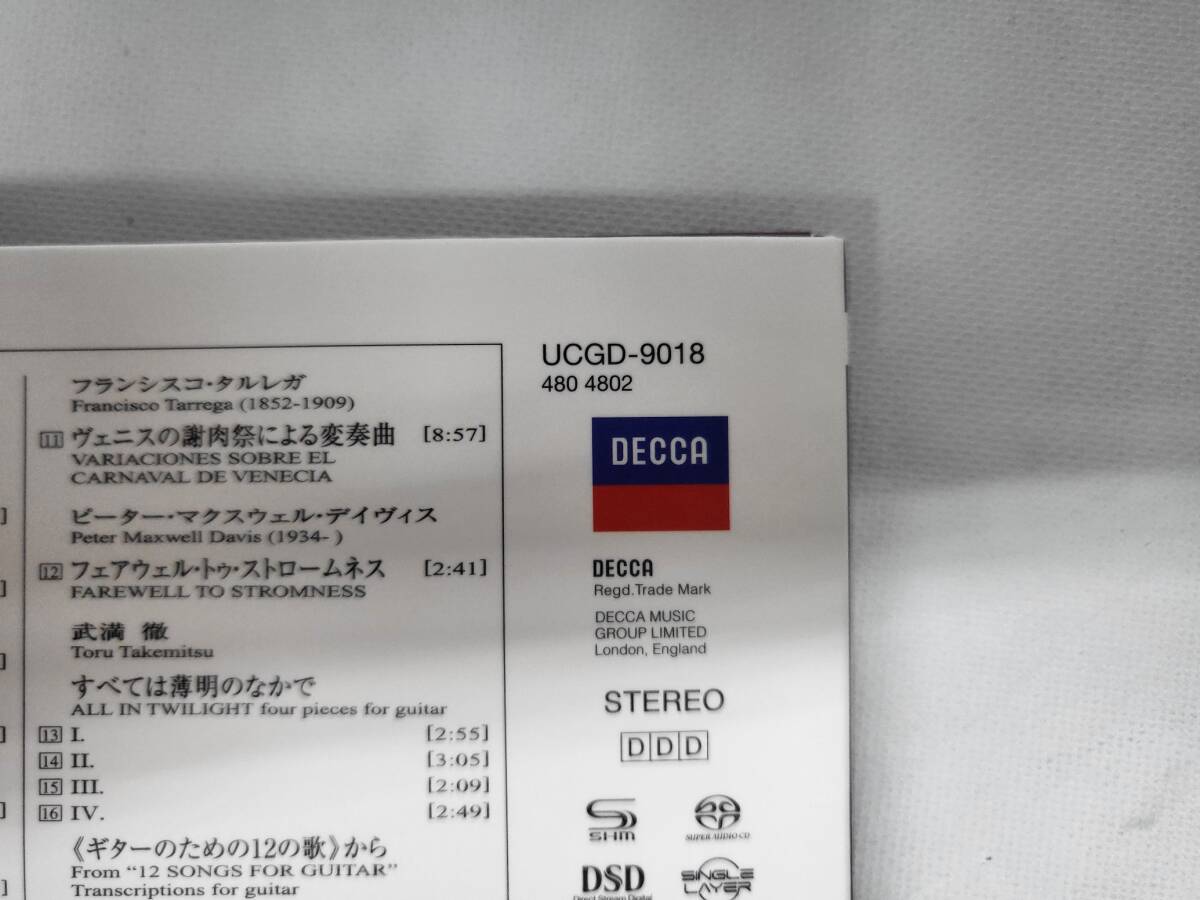 フランシスコ・タルレガ
Francisco Tarrega (1852-1909)
11 ヴェニスの謝肉祭による変奏曲 [8:57]
VARIACIONES SOBRE EL
CARNAVAL DE VENECIA
ピーター・マクスウェル・デイヴィス
Peter Maxwell Davis (1934- )
12 フェアウェル・トゥ・ストロームネス [2:41]
FAREWELL TO STROMNESS
武満 徹
Toru Takemitsu
すべては薄明のなかで
ALL IN TWILIGHT four pieces for guitar
13 I. [2:55]
14 II. [3:05]
15 III. [2:09]
16 IV. [2:49]
《ギターのための12の歌》から
From “12 SONGS FOR GUITAR”
Transcriptions for guitar
UCGD-9018
480 4802
DECCA
DECCA
Regd.Trade Mark
DECCA MUSIC
GROUP LIMITED
London, England
STEREO
DDD
SHM
SUPER AUDIO CD
DSD
Direct Stream Digital
SINGLE
LAYER